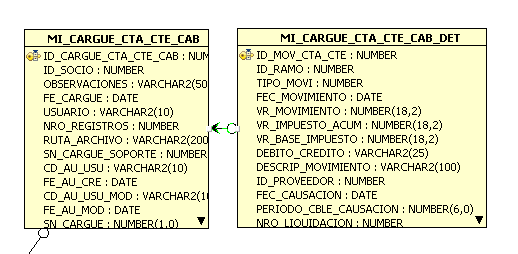 MI_CARGUE_CTA_CTE_CAB
ID_CARGUE_CTA_CTE_CAB : NUM
ID_SOCIO : NUMBER
OBSERVACIONES : VARCHAR2(50
FE_CARGUE : DATE
USUARIO : VARCHAR2(10)
NRO_REGISTROS : NUMBER
RUTA_ARCHIVO : VARCHAR2(200
SN_CARGUE_SOPORTE : NUMBER
CD_AU_USU : VARCHAR2(10)
FE_AU_CRE : DATE
CD_AU_USU_MOD : VARCHAR2(10
FE_AU_MOD : DATE
SN_CARGUE : NUMBER(1,0)
MI_CARGUE_CTA_CTE_CAB_DET
ID_MOV_CTA_CTE : NUMBER
ID_RAMO : NUMBER
TIPO_MOVI : NUMBER
FEC_MOVIMIENTO : DATE
VR_MOVIMIENTO : NUMBER(18,2)
VR_IMPUESTO_ACUM : NUMBER(18,2)
VR_BASE_IMPUESTO : NUMBER(18,2)
DEBITO_CREDITO : VARCHAR2(25)
DESCRIP_MOVIMIENTO : VARCHAR2(100)
ID_PROVEEDOR : NUMBER
FEC_CAUSACION : DATE
PERIODO_CBLE_CAUSACION : NUMBER(6,0)
NRO_LIQUIDACION : NUMBER